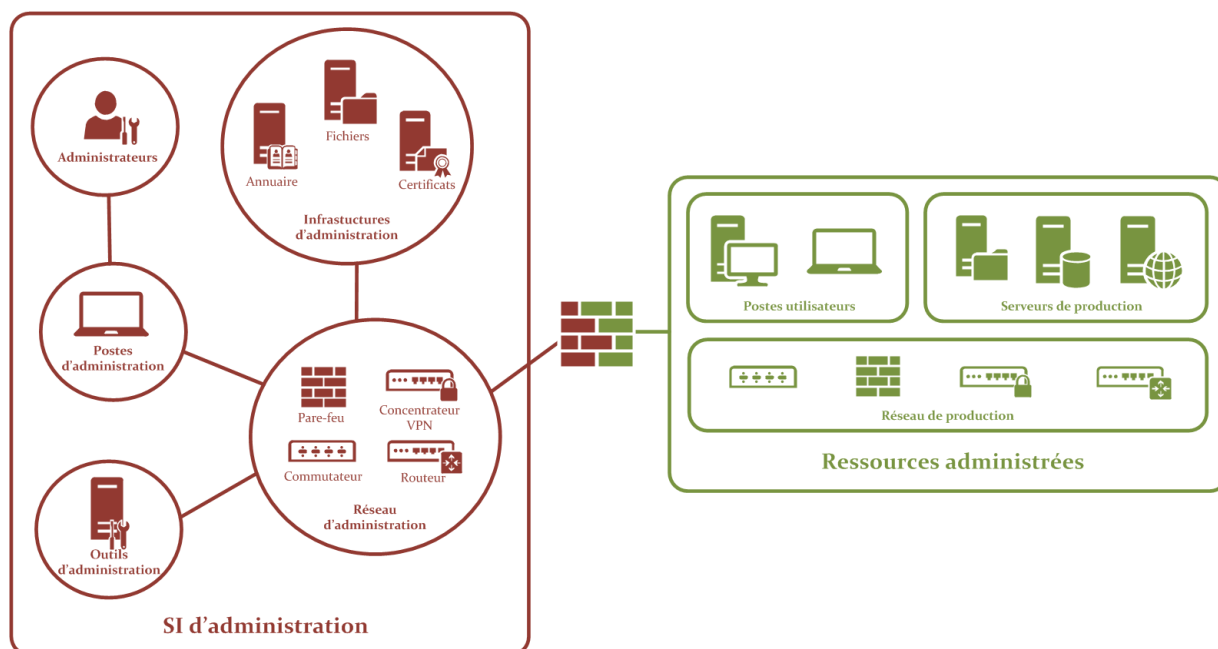 Administrateurs
Fichiers
Annuaire
Certificats
Infrastuctures
d'administration
Postes
d'administration
Pare-feu
Concentrateur
VPN
Commutateur
Routeur
Réseau
d'administration
Outils
d'administration
SI d'administration
Postes utilisateurs
Serveurs de production
Réseau de production
Ressources administrées